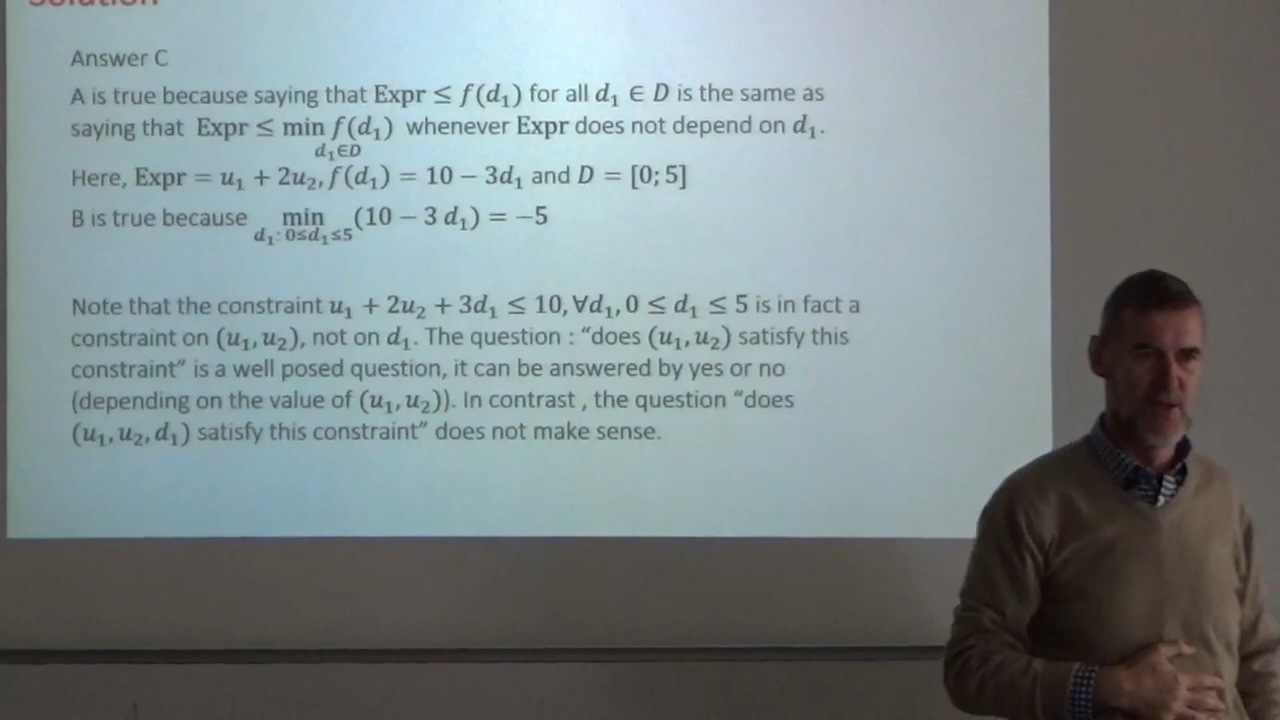 Solution
Answer C
A is true because saying that Expr ≤ f(d₁) for all d₁ ∈ D is the same as
saying that Expr ≤ min f(d₁) whenever Expr does not depend on d₁.
d₁∈D
Here, Expr = u₁ + 2u₂, f(d₁) = 10 − 3d₁ and D = [0; 5]
B is true because min (10 − 3 d₁) = −5
d₁: 0≤d₁≤5
Note that the constraint u₁ + 2u₂ + 3d₁ ≤ 10, ∀d₁, 0 ≤ d₁ ≤ 5 is in fact a
constraint on (u₁, u₂), not on d₁. The question : “does (u₁, u₂) satisfy this
constraint” is a well posed question, it can be answered by yes or no
(depending on the value of (u₁, u₂)). In contrast , the question “does
(u₁, u₂, d₁) satisfy this constraint” does not make sense.